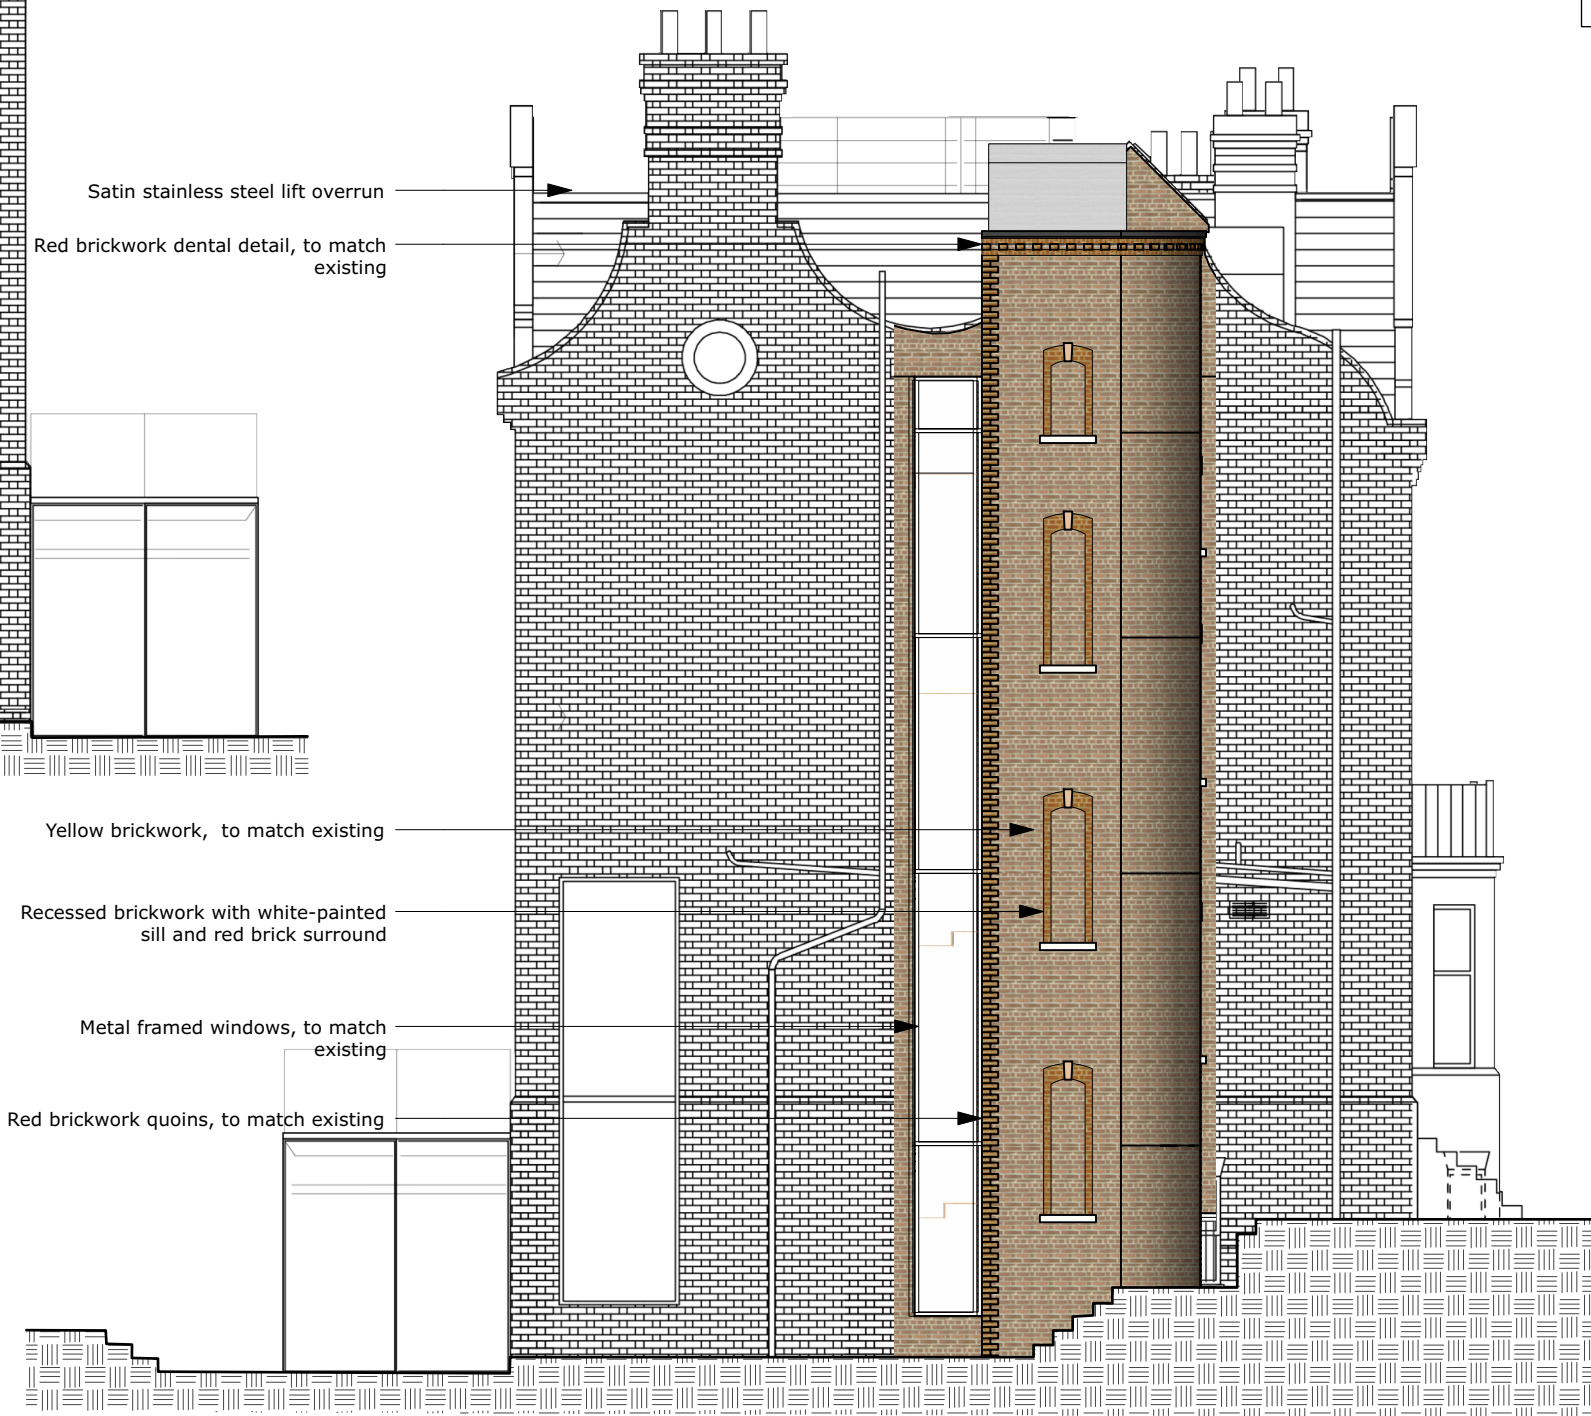 Satin stainless steel lift overrun
Red brickwork dental detail, to match
existing
Yellow brickwork, to match existing
Recessed brickwork with white-painted
sill and red brick surround
Metal framed windows, to match
existing
Red brickwork quoins, to match existing